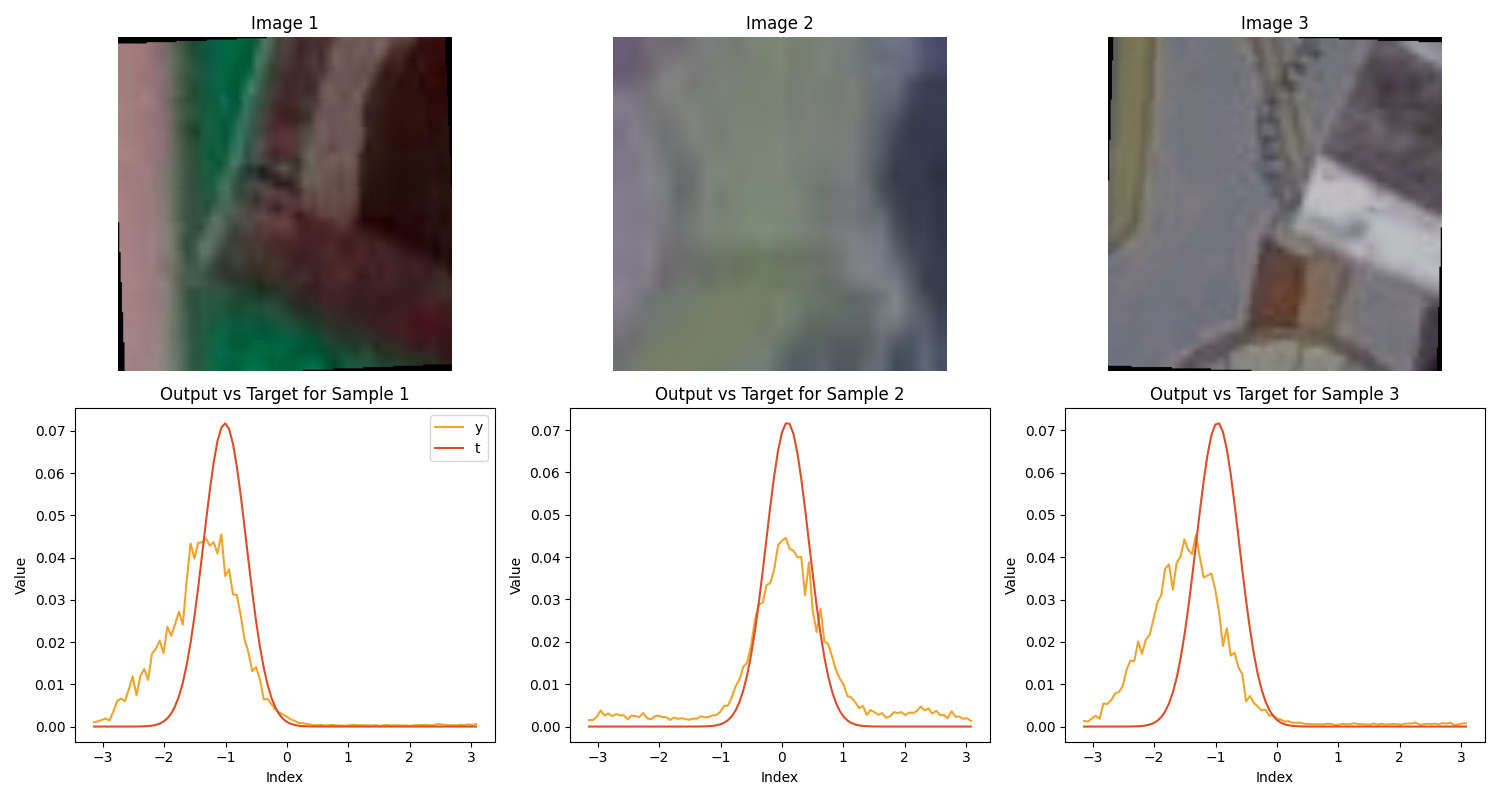 Image 1
Image 2
Image 3
Output vs Target for Sample 1
Output vs Target for Sample 2
Output vs Target for Sample 3
y
t
Value
0.07
0.06
0.05
0.04
0.03
0.02
0.01
0.00
−3 −2 −1 0 1 2 3
Index
Value
0.07
0.06
0.05
0.04
0.03
0.02
0.01
0.00
−3 −2 −1 0 1 2 3
Index
Value
0.07
0.06
0.05
0.04
0.03
0.02
0.01
0.00
−3 −2 −1 0 1 2 3
Index